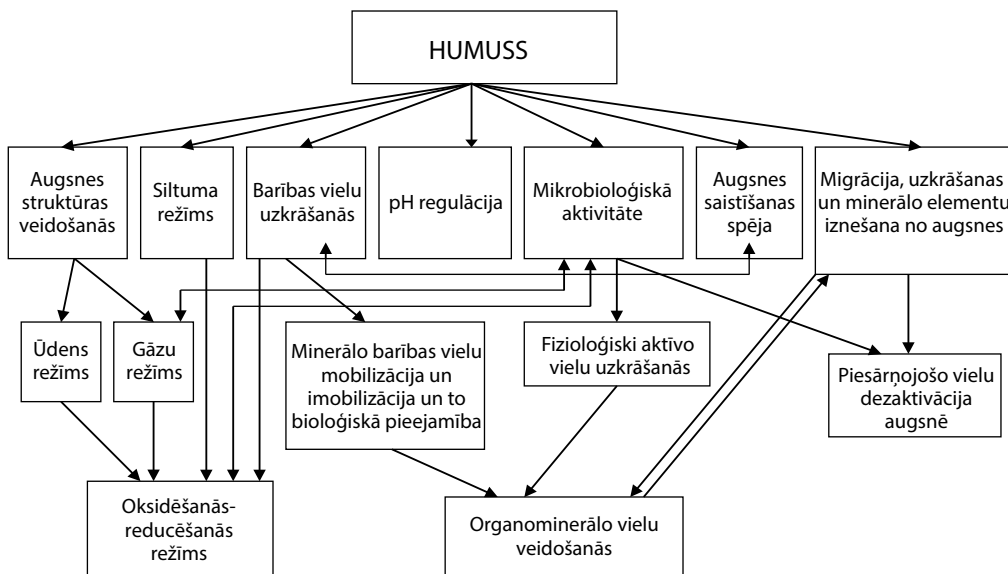 HUMUSS
Augsnes
struktūras
veidošanās
Siltuma
režīms
Barības vielu
uzkrāšanās
pH regulācija
Mikrobioloģiskā
aktivitāte
Augsnes
saistīšanas
spēja
Migrācija, uzkrāšanas
un minerālo elementu
iznešana no augsnes
Ūdens
režīms
Gāzu
režīms
Minerālo barības vielu
mobilizācija un
imobilizācija un to
bioloģiskā pieejamība
Fizioloģiski aktīvo
vielu uzkrāšanās
Piesārņojošo vielu
dezaktivācija
augsnē
Oksidēšanās-
reducēšanās
režīms
Organominerālo vielu
veidošanās